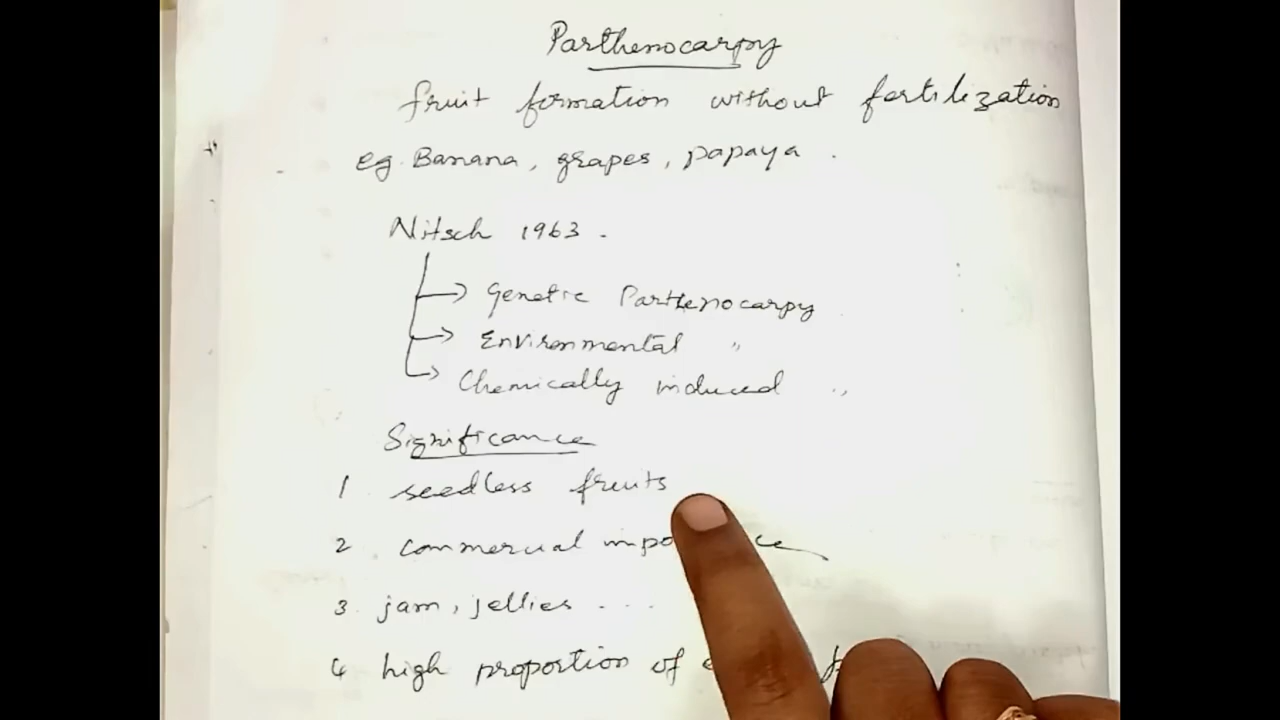 Parthenocarpy
fruit formation without fertilization
eg. Banana, grapes, papaya.
Nitsch 1963.
→ Genetic Parthenocarpy
→ Environmental "
→ Chemically induced "
Significance
1 seedless fruits
2 commercial
3. jam, jellies ....
4 high proportion of